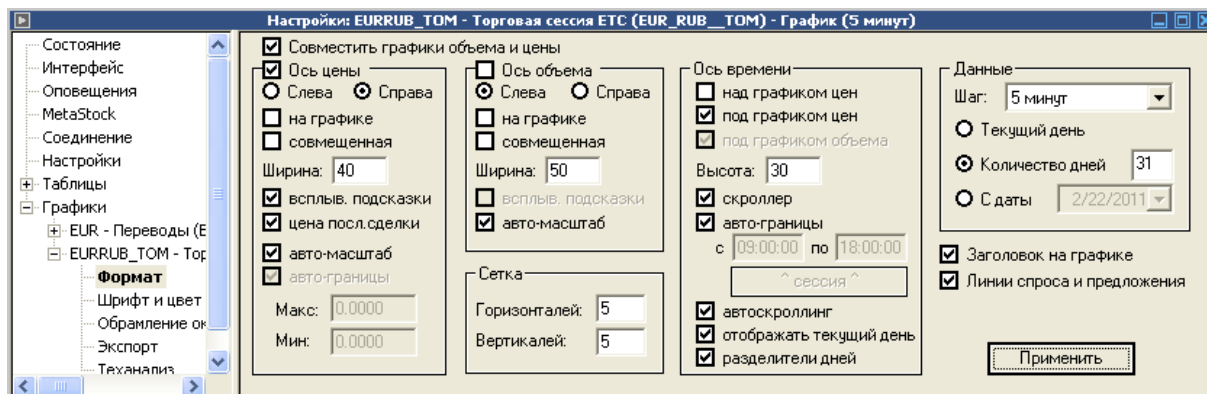 Настройки: EURRUB_TOM - Торговая сессия ETC (EUR_RUB__TOM) - График (5 минут)
Состояние
Интерфейс
Оповещения
MetaStock
Соединение
Настройки
Таблицы
Графики
EUR - Переводы (E
EURRUB_TOM - Тор
Формат
Шрифт и цвет
Обрамление ок
Экспорт
Теханализ
Совместить графики объема и цены
Ось цены
Слева Справа
на графике
совмещенная
Ширина: 40
всплыв. подсказки
цена посл.сделки
авто-масштаб
авто-границы
Макс: 0.0000
Мин: 0.0000
Ось объема
Слева Справа
на графике
совмещенная
Ширина: 50
всплыв. подсказки
авто-масштаб
Сетка
Горизонталей: 5
Вертикалей: 5
Ось времени
над графиком цен
под графиком цен
под графиком объема
Высота: 30
скроллер
авто-границы
с 09:00:00 по 18:00:00
^ сессия ^
автоскроллинг
отображать текущий день
разделители дней
Данные
Шаг: 5 минут
Текущий день
Количество дней 31
С даты 2/22/2011
Заголовок на графике
Линии спроса и предложения
Применить